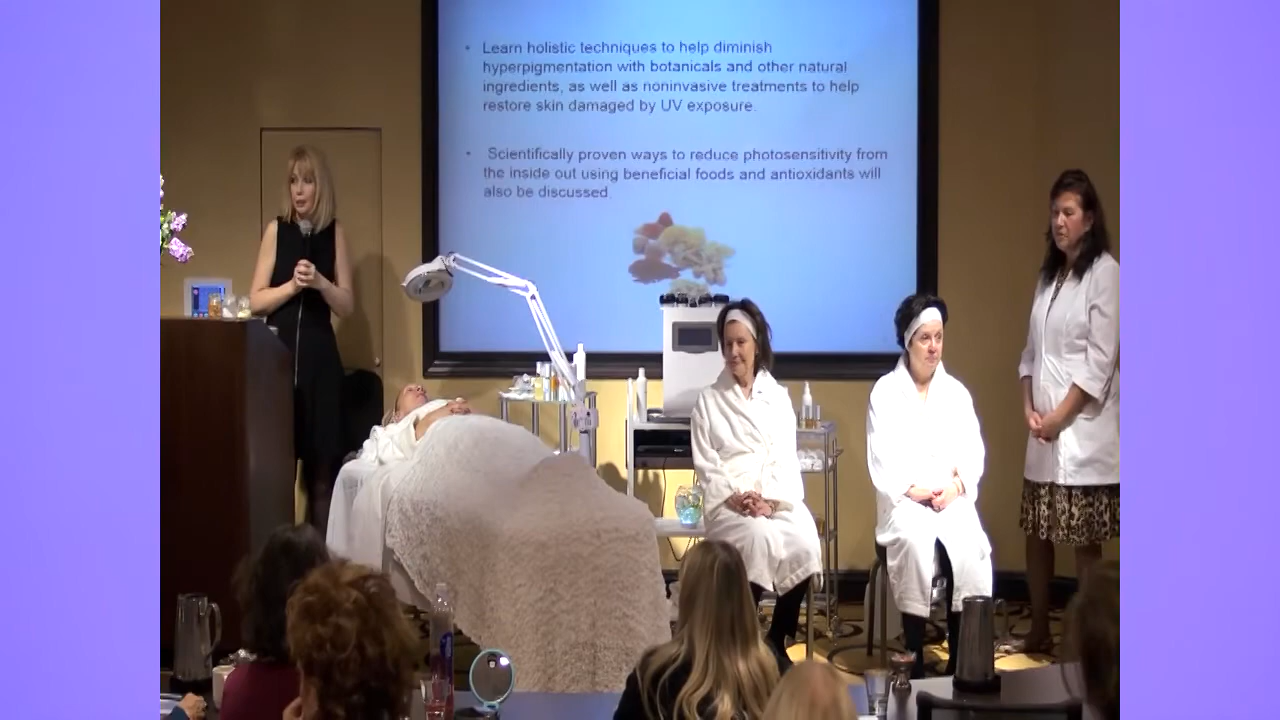 • Learn holistic techniques to help diminish
hyperpigmentation with botanicals and other natural
ingredients, as well as noninvasive treatments to help
restore skin damaged by UV exposure.
• Scientifically proven ways to reduce photosensitivity from
the inside out using beneficial foods and antioxidants will
also be discussed.